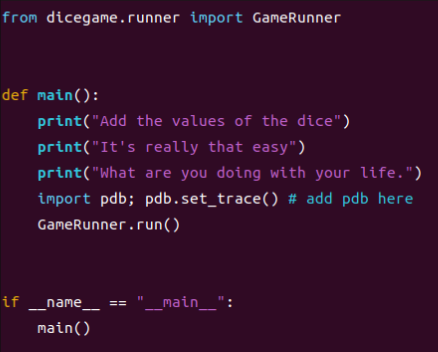 from dicegame.runner import GameRunner
def main():
    print("Add the values of the dice")
    print("It's really that easy")
    print("What are you doing with your life.")
    import pdb; pdb.set_trace() # add pdb here
    GameRunner.run()
if __name__ == "__main__":
    main()